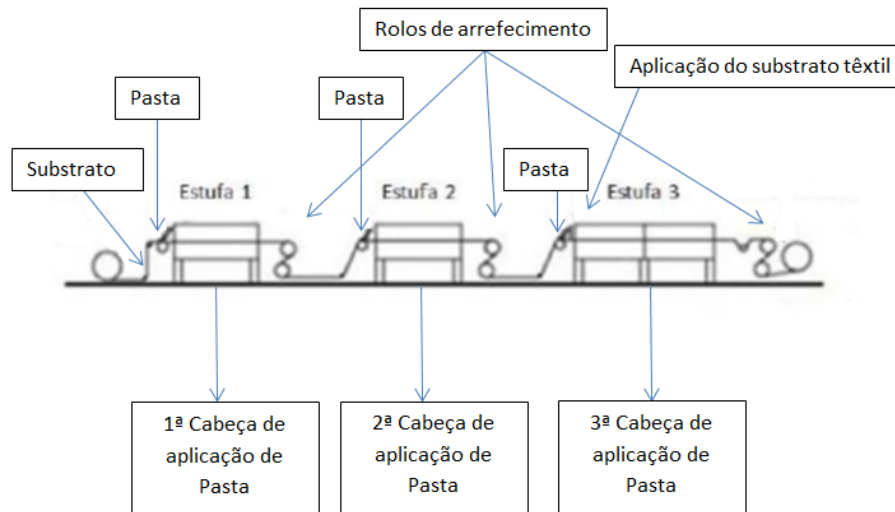 Rolos de arrefecimento
Aplicação do substrato têxtil
Pasta
Pasta
Substrato
Pasta
Estufa 1
Estufa 2
Estufa 3
1ª Cabeça de
aplicação de
Pasta
2ª Cabeça de
aplicação de
Pasta
3ª Cabeça de
aplicação de
Pasta